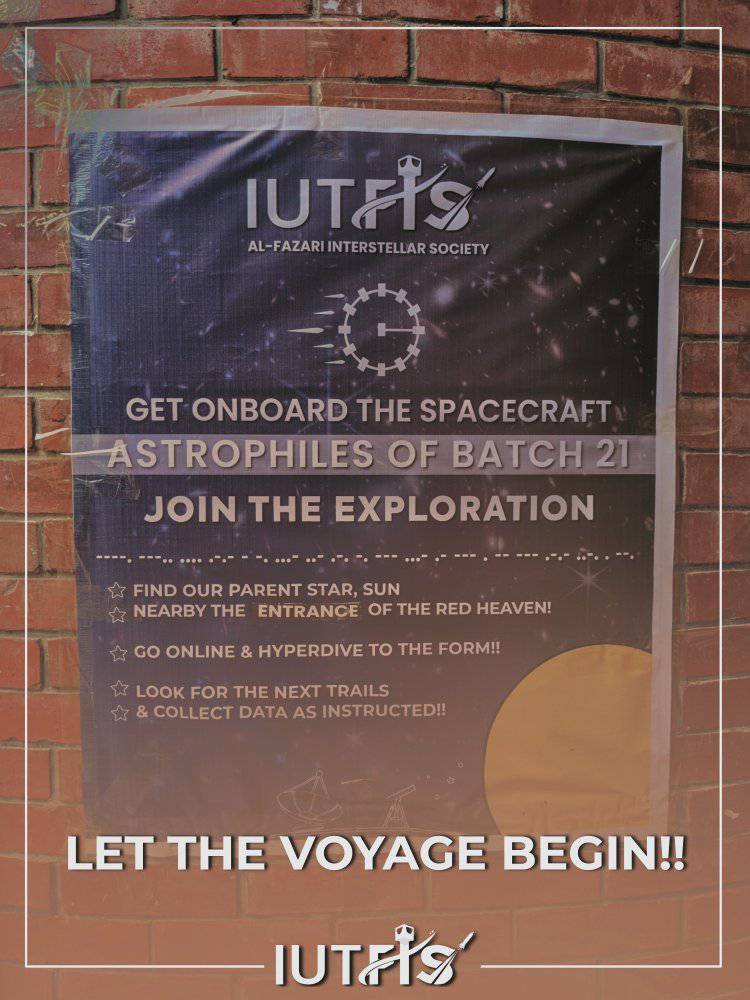 IUTFIS
AL-FAZARI INTERSTELLAR SOCIETY
GET ONBOARD THE SPACECRAFT
ASTROPHILES OF BATCH 21
JOIN THE EXPLORATION
FIND OUR PARENT STAR, SUN
NEARBY THE ENTRANCE OF THE RED HEAVEN!
GO ONLINE & HYPERDIVE TO THE FORM!!
LOOK FOR THE NEXT TRAILS
& COLLECT DATA AS INSTRUCTED!!
LET THE VOYAGE BEGIN!!
IUTFIS